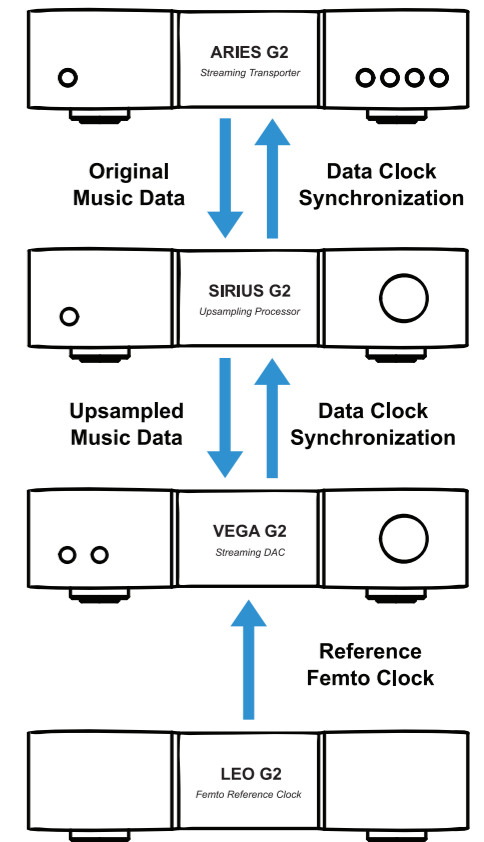 ARIES G2
Streaming Transporter
Original
Music Data
Data Clock
Synchronization
SIRIUS G2
Upsampling Processor
Upsampled
Music Data
Data Clock
Synchronization
VEGA G2
Streaming DAC
Reference
Femto Clock
LEO G2
Femto Reference Clock